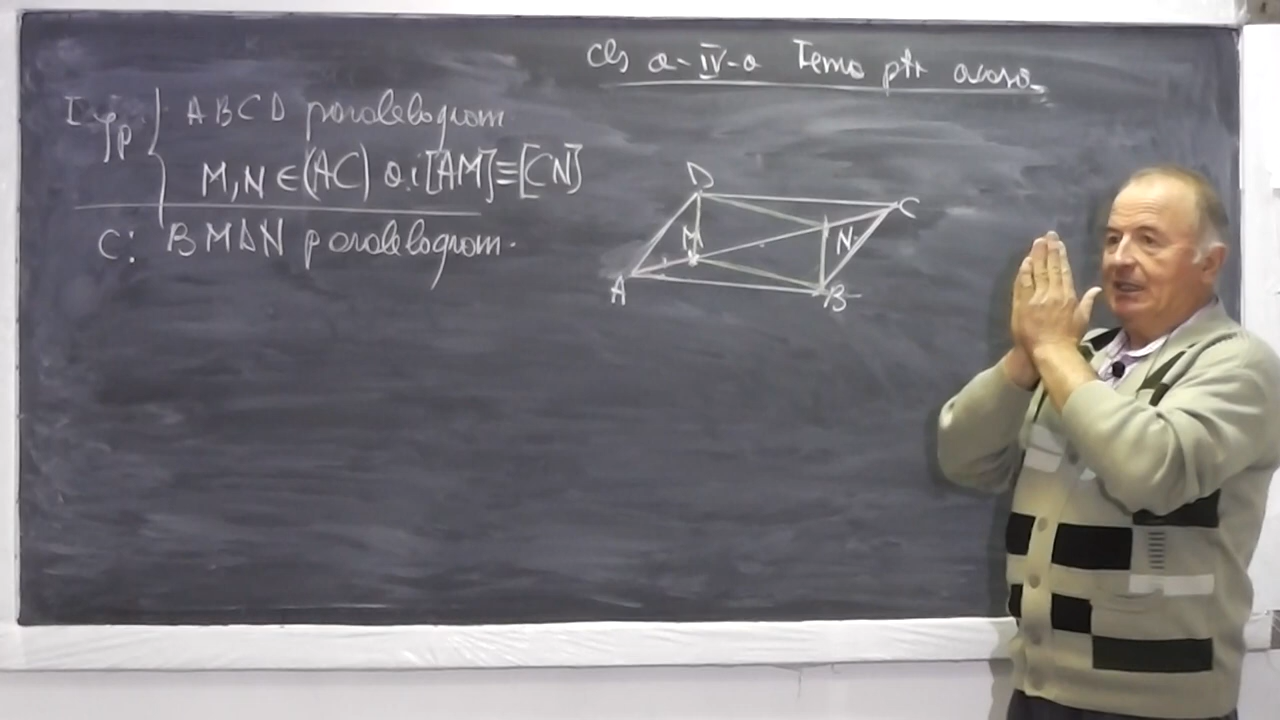 cls a-IV-a Tema ptr acasă
Ip ABCD paralelogram
M,N ∈ (AC) a.i [AM]≡[CN]
C: BMDN paralelogram.
D
C
M
N
A
B